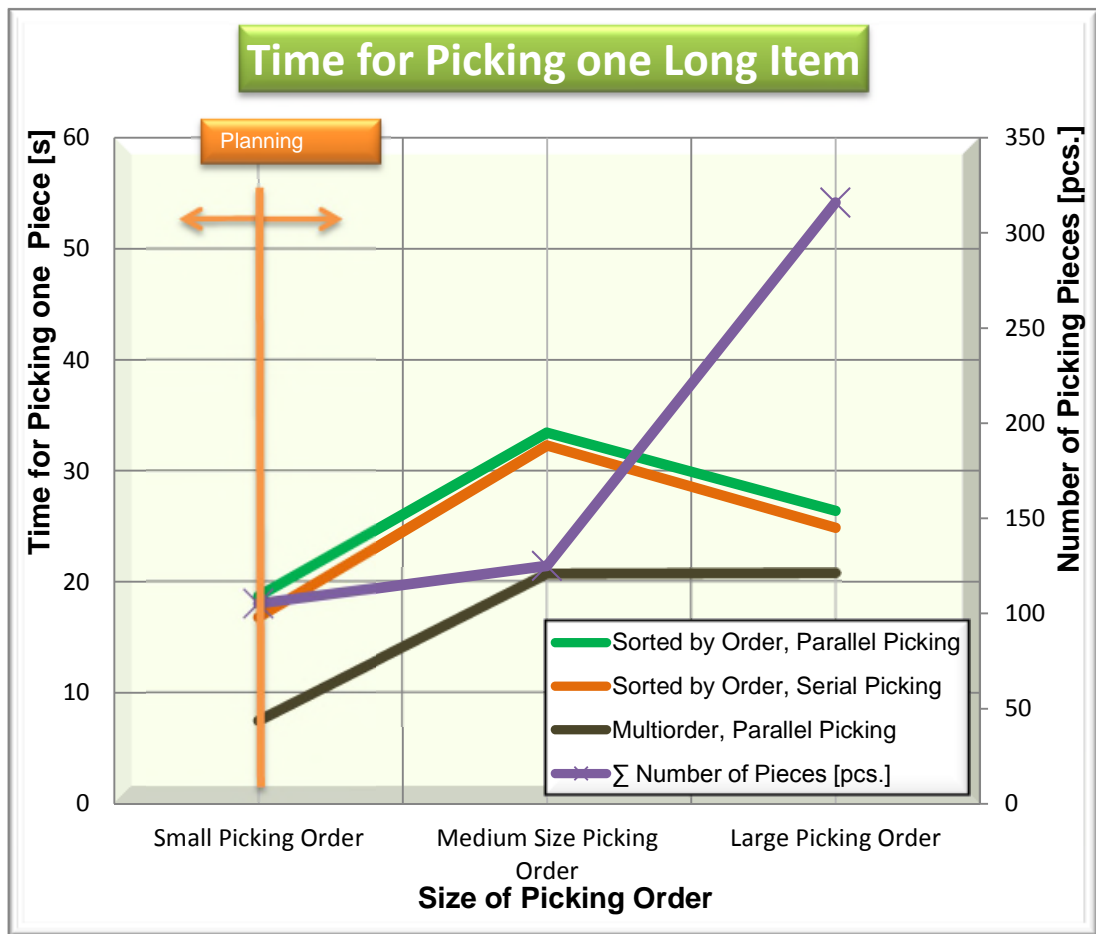 Time for Picking one Long Item
Planning
Time for Picking one Piece [s]
60
50
40
30
20
10
0
350
300
250
200
150
100
50
0
Number of Picking Pieces [pcs.]
Sorted by Order, Parallel Picking
Sorted by Order, Serial Picking
Multiorder, Parallel Picking
∑ Number of Pieces [pcs.]
Small Picking Order
Medium Size Picking
Order
Large Picking Order
Size of Picking Order